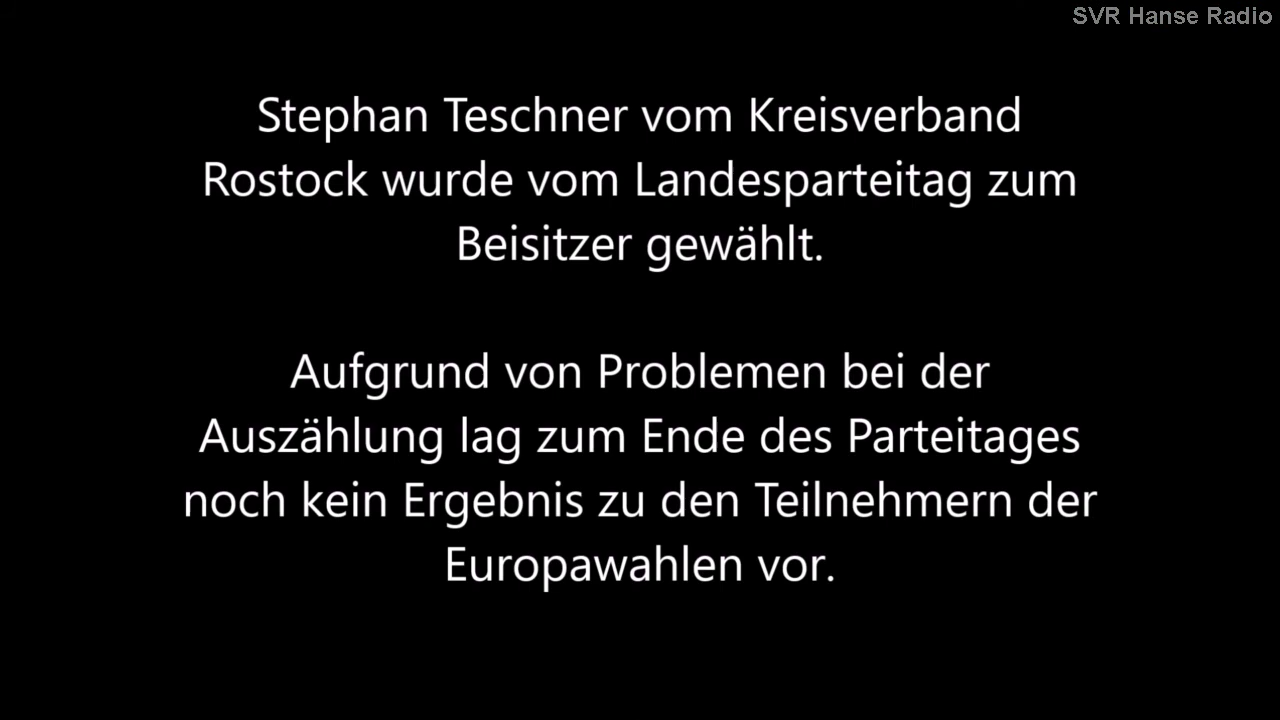 SVR Hanse Radio
Stephan Teschner vom Kreisverband
Rostock wurde vom Landesparteitag zum
Beisitzer gewählt.
Aufgrund von Problemen bei der
Auszählung lag zum Ende des Parteitages
noch kein Ergebnis zu den Teilnehmern der
Europawahlen vor.